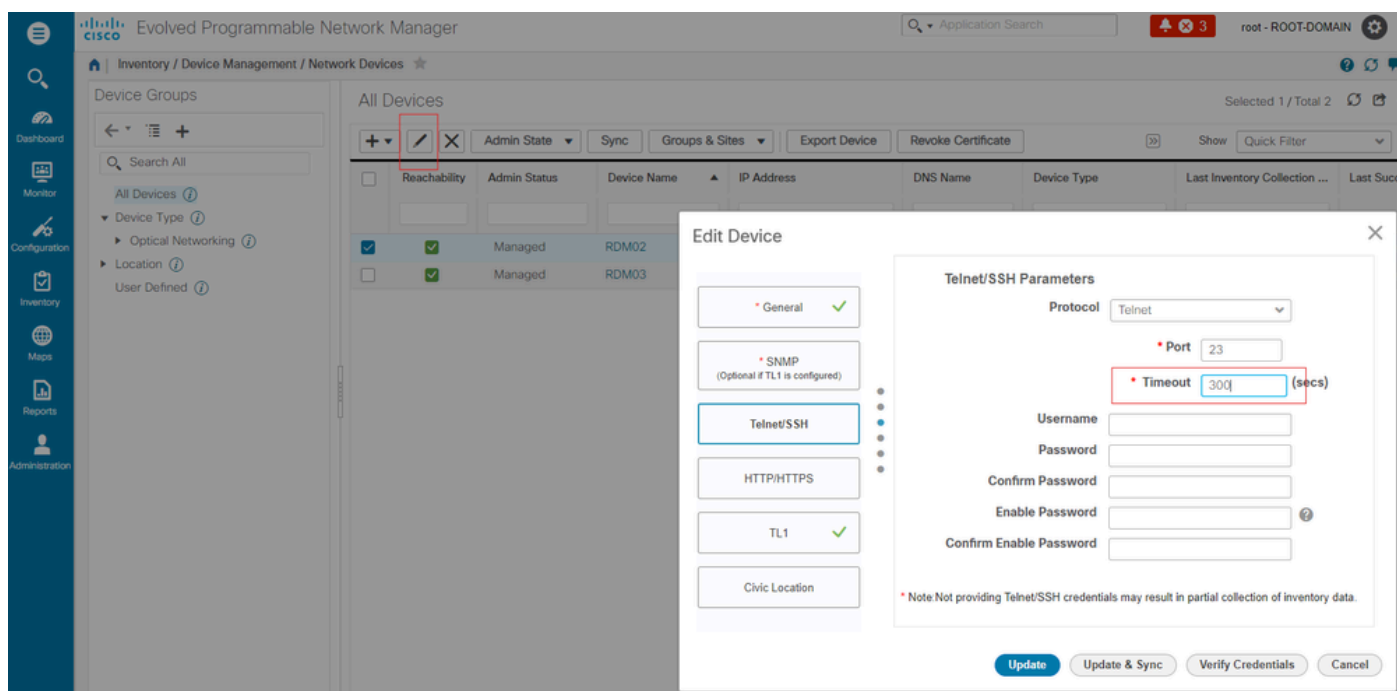 cisco Evolved Programmable Network Manager
Application Search
3
root - ROOT-DOMAIN
Inventory / Device Management / Network Devices
Dashboard
Monitor
Configuration
Inventory
Maps
Reports
Administration
Device Groups
Search All
All Devices
Device Type
Optical Networking
Location
User Defined
All Devices
Selected 1 / Total 2
Admin State Sync Groups & Sites Export Device Revoke Certificate Show Quick Filter
Reachability Admin Status Device Name IP Address DNS Name Device Type Last Inventory Collection ... Last Succ
Managed RDM02
Managed RDM03
Edit Device
* General
* SNMP
(Optional if TL1 is configured)
Telnet/SSH
HTTP/HTTPS
TL1
Civic Location
Telnet/SSH Parameters
Protocol Telnet
* Port 23
* Timeout 300 (secs)
Username
Password
Confirm Password
Enable Password
Confirm Enable Password
* Note:Not providing Telnet/SSH credentials may result in partial collection of inventory data.
Update Update & Sync Verify Credentials Cancel